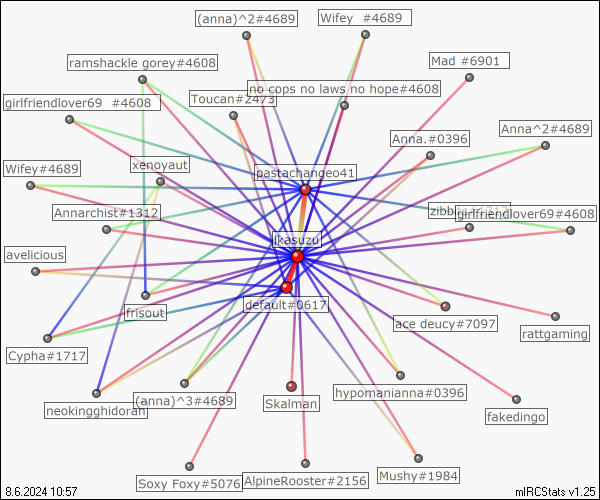 (anna)^2#4689
Wifey #4689
ramshackle gorey#4608
Mad #6901
no cops no laws no hope#4608
girlfriendlover69 #4608
Toucan#2473
Anna.#0396
Anna^2#4689
Wifey#4689
xenoyaut
pastachangeo41
Annarchist#1312
girlfriendlover69#4608
jkasuzu
avelicious
default#0617
frisout
ace deucy#7097
rattgaming
Cypha#1717
hypomanianna#0396
neokingghidorah
(anna)^3#4689
Skalman
fakedingo
Soxy Foxy#5076
AlpineRooster#2156
Mushy#1984
8.6.2024 10:57
mIRCStats v1.25